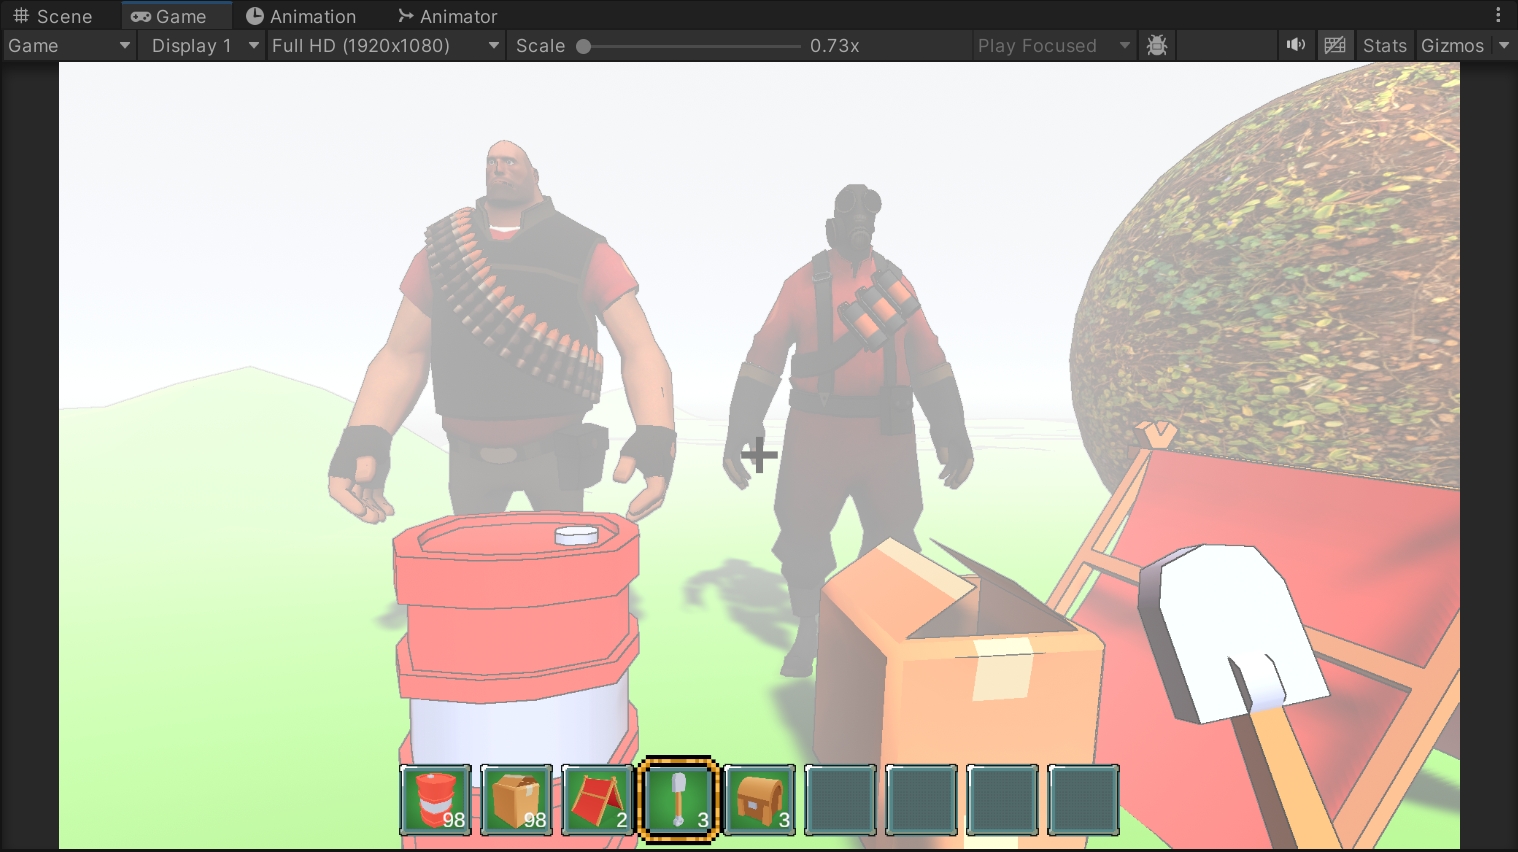 Scene Game Animation Animator
Game Display 1 Full HD (1920x1080) Scale 0.73x Play Focused Stats Gizmos
98 98 2 3 3